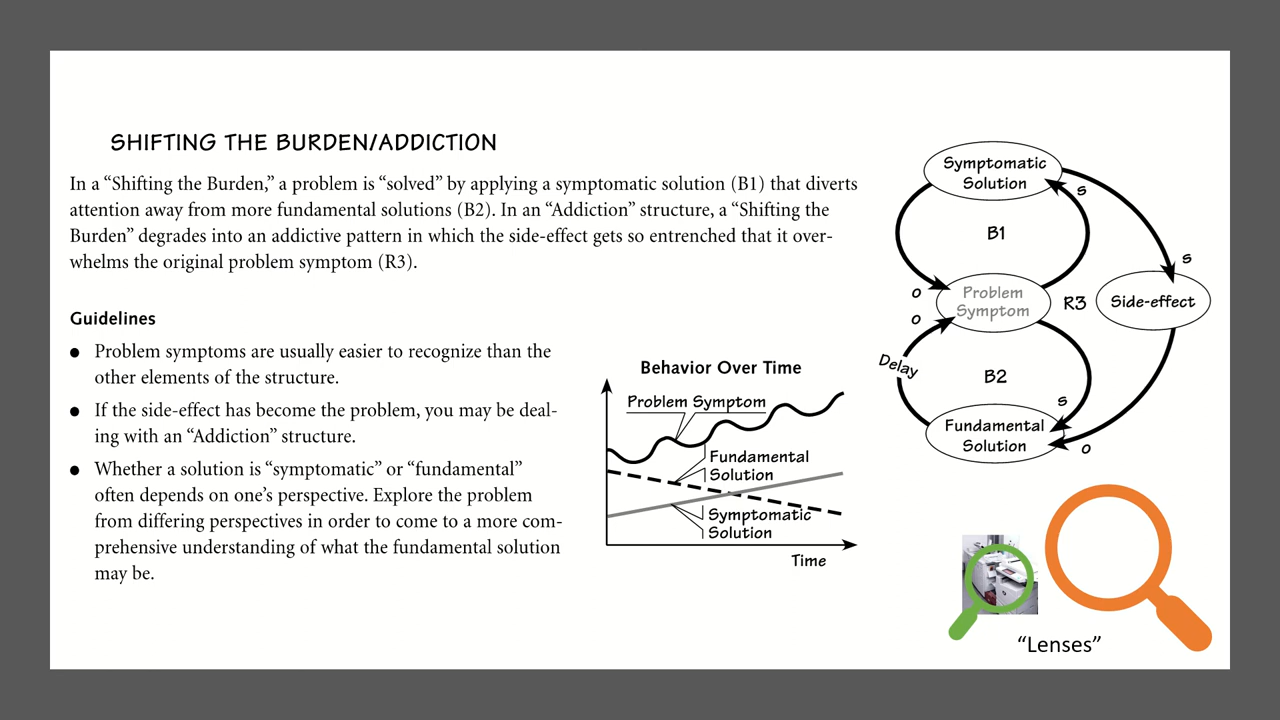 SHIFTING THE BURDEN/ADDICTION
In a “Shifting the Burden,” a problem is “solved” by applying a symptomatic solution (B1) that diverts
attention away from more fundamental solutions (B2). In an “Addiction” structure, a “Shifting the
Burden” degrades into an addictive pattern in which the side-effect gets so entrenched that it over-
whelms the original problem symptom (R3).
Guidelines
● Problem symptoms are usually easier to recognize than the
other elements of the structure.
● If the side-effect has become the problem, you may be deal-
ing with an “Addiction” structure.
● Whether a solution is “symptomatic” or “fundamental”
often depends on one’s perspective. Explore the problem
from differing perspectives in order to come to a more com-
prehensive understanding of what the fundamental solution
may be.
Behavior Over Time
Problem Symptom
Fundamental
Solution
Symptomatic
Solution
Time
Symptomatic
Solution
s
B1
s
o
Problem
Symptom
R3
Side-effect
o
Delay
B2
s
Fundamental
Solution
o
“Lenses”